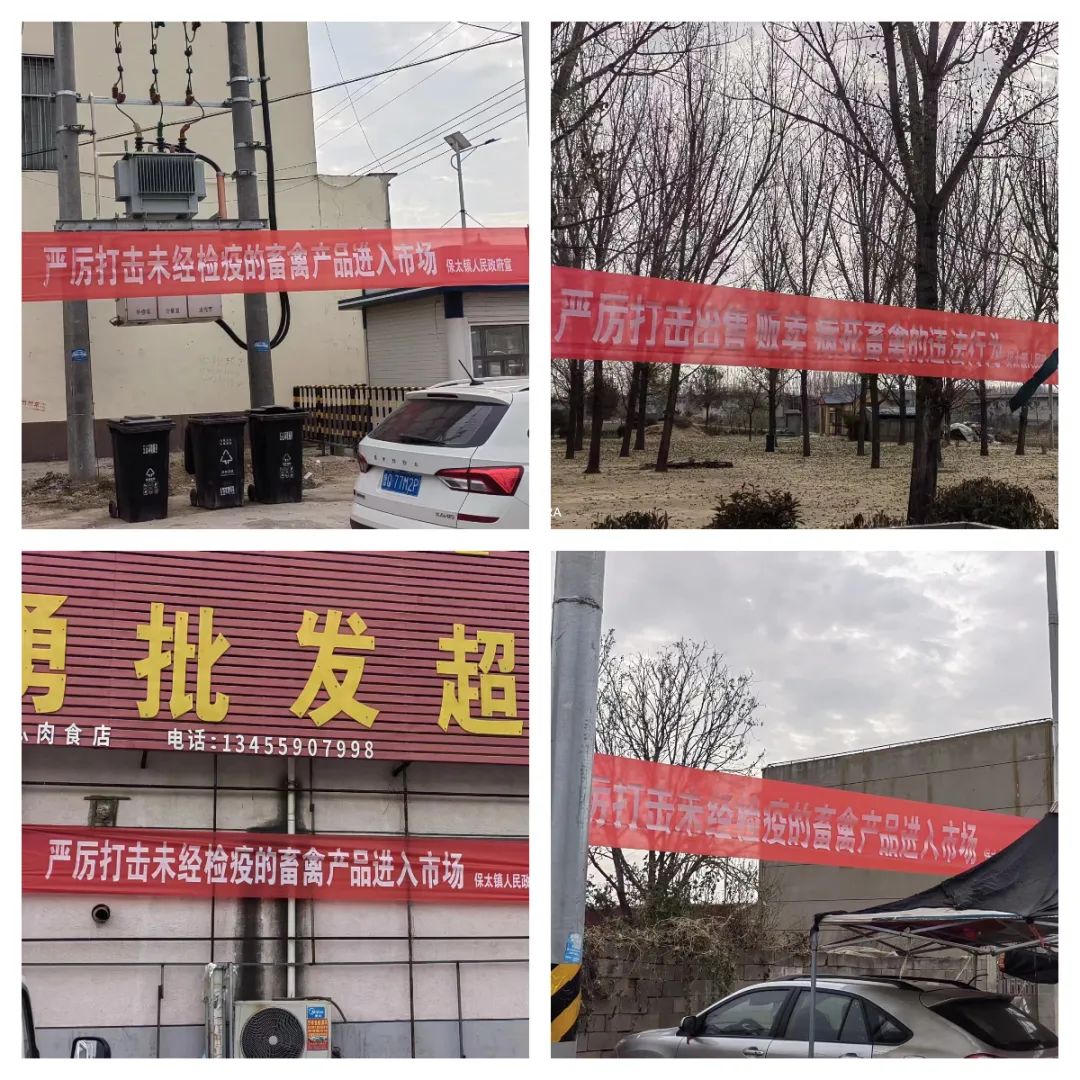 严厉打击未经检疫的畜禽产品进入市场 保太镇人民政府宣
鲁Q 77M2P
严厉打击出售 贩卖 病死畜禽的违法行为
勇批发超
肉食店 电话:13455907998
严厉打击未经检疫的畜禽产品进入市场 保太镇人民政
厉打击未经检疫的畜禽产品进入市场
Midea